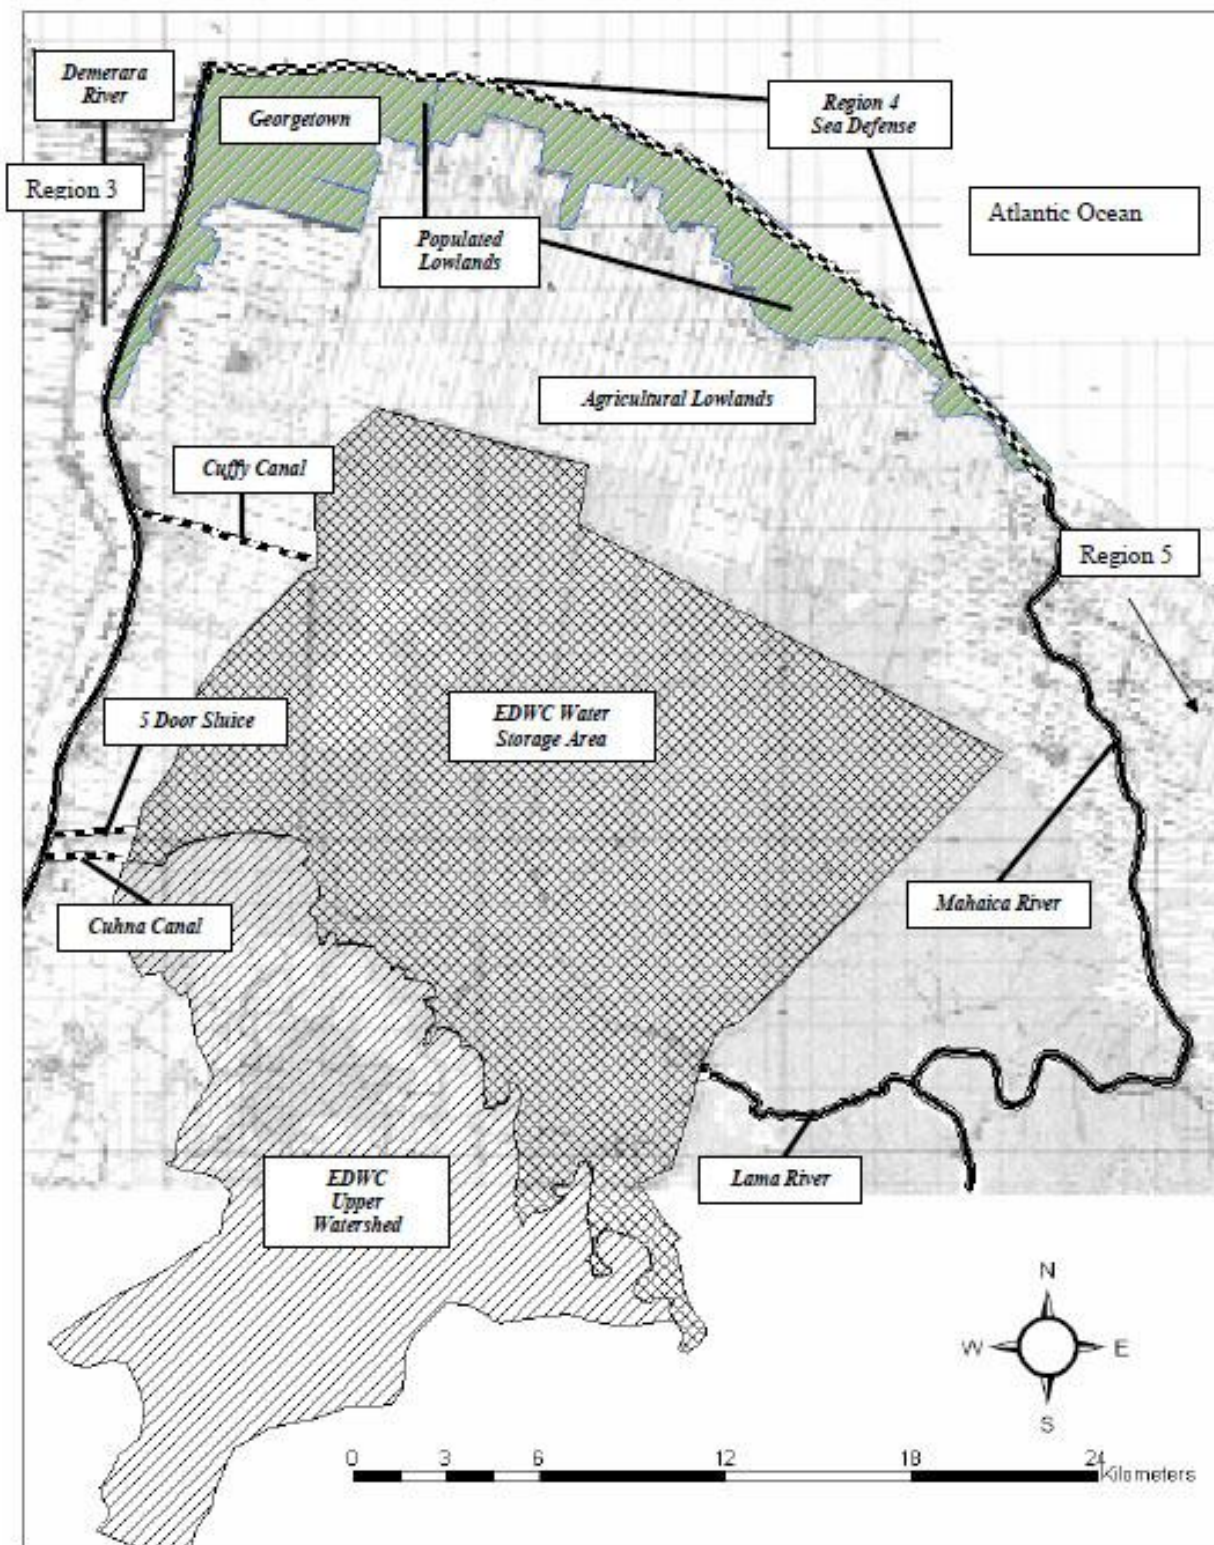 Demerara
River
Georgetown
Region 4
Sea Defense
Region 3
Atlantic Ocean
Populated
Lowlands
Agricultural Lowlands
Cuffy Canal
Region 5
5 Door Sluice
EDWC Water
Storage Area
Mahaica River
Cuhna Canal
Lama River
EDWC
Upper
Watershed
N
W
E
S
0 3 6 12 18 24
Kilometers